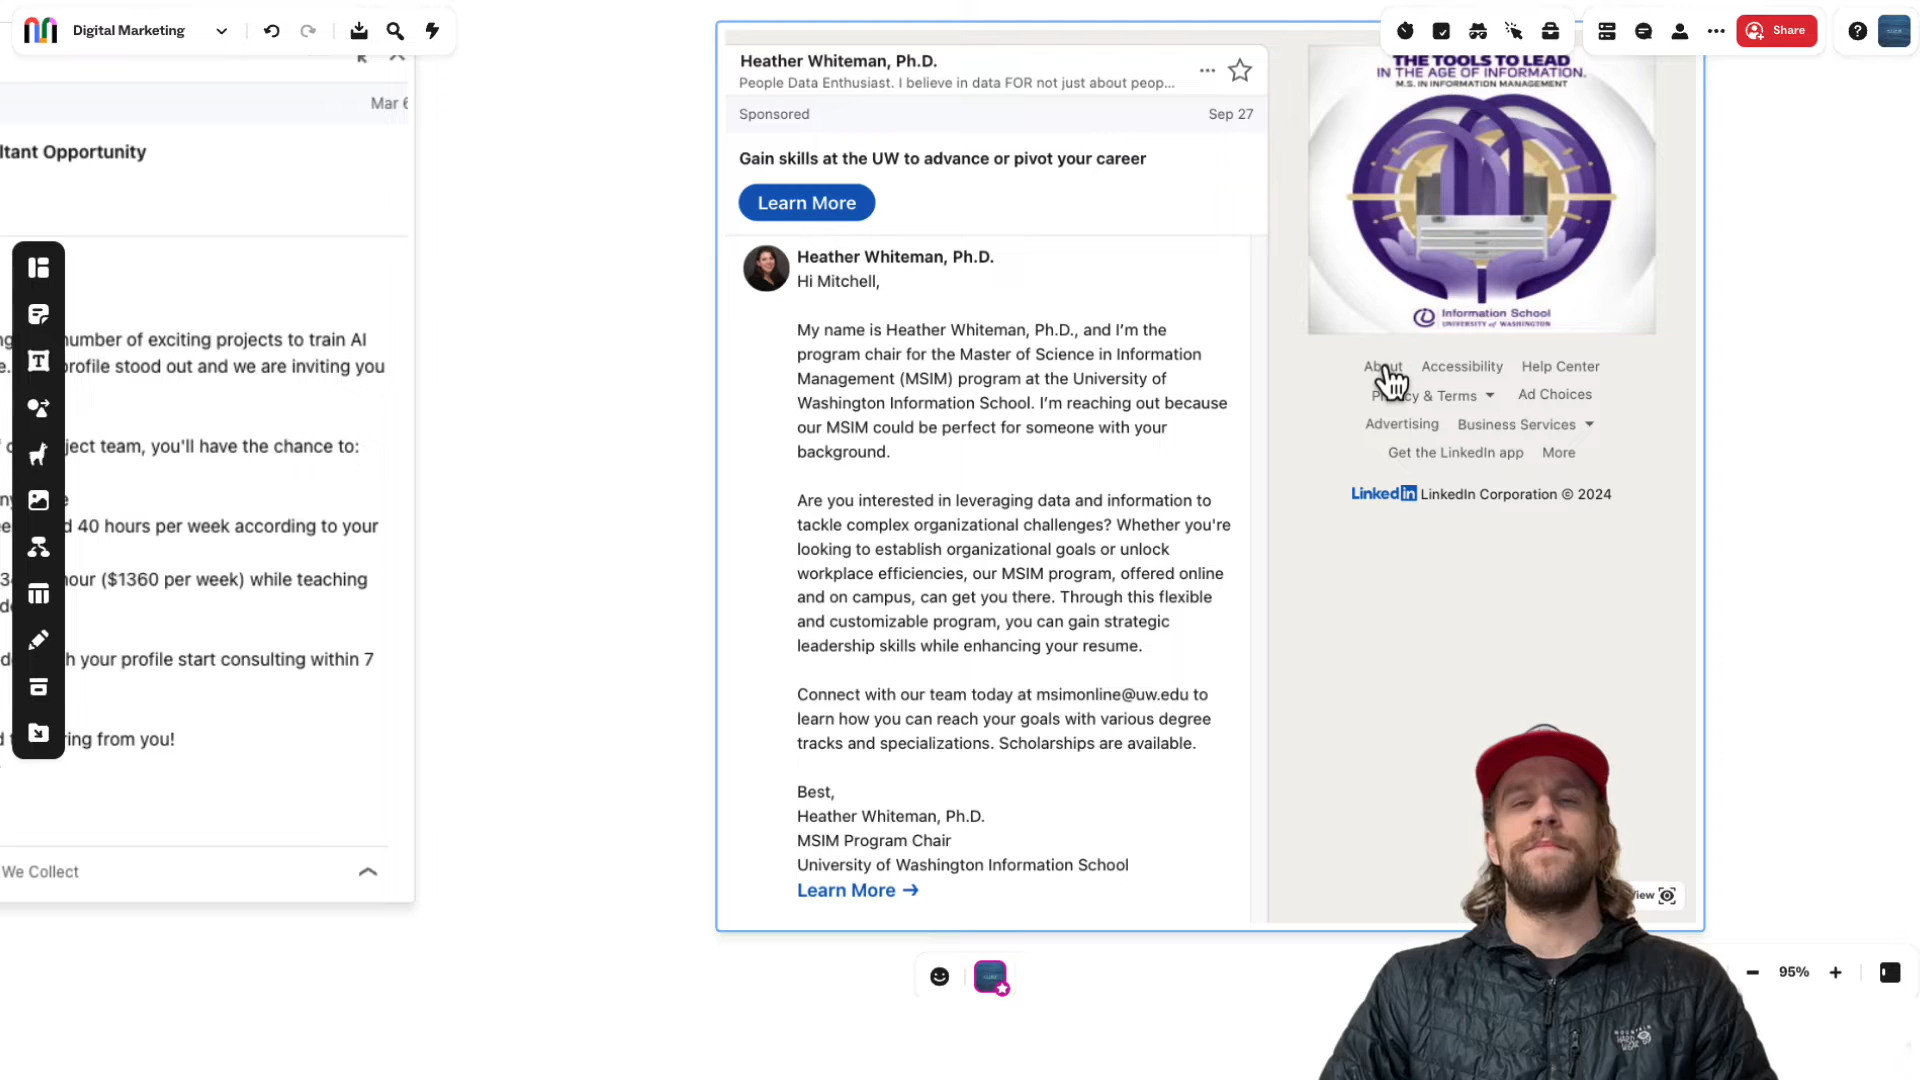 Digital Marketing
Share
Mar 6
ltant Opportunity
umber of exciting projects to train AI
profile stood out and we are inviting you
ject team, you'll have the chance to:
40 hours per week according to your
hour ($1360 per week) while teaching
h your profile start consulting within 7
ring from you!
We Collect
Heather Whiteman, Ph.D.
People Data Enthusiast. I believe in data FOR not just about peop...
Sponsored
Sep 27
Gain skills at the UW to advance or pivot your career
Learn More
Heather Whiteman, Ph.D.
Hi Mitchell,
My name is Heather Whiteman, Ph.D., and I'm the
program chair for the Master of Science in Information
Management (MSIM) program at the University of
Washington Information School. I'm reaching out because
our MSIM could be perfect for someone with your
background.
Are you interested in leveraging data and information to
tackle complex organizational challenges? Whether you're
looking to establish organizational goals or unlock
workplace efficiencies, our MSIM program, offered online
and on campus, can get you there. Through this flexible
and customizable program, you can gain strategic
leadership skills while enhancing your resume.
Connect with our team today at msimonline@uw.edu to
learn how you can reach your goals with various degree
tracks and specializations. Scholarships are available.
Best,
Heather Whiteman, Ph.D.
MSIM Program Chair
University of Washington Information School
Learn More →
THE TOOLS TO LEAD
IN THE AGE OF INFORMATION.
M.S. IN INFORMATION MANAGEMENT
Information School
UNIVERSITY of WASHINGTON
About Accessibility Help Center
Privacy & Terms Ad Choices
Advertising Business Services
Get the LinkedIn app More
LinkedIn LinkedIn Corporation © 2024
View
95%